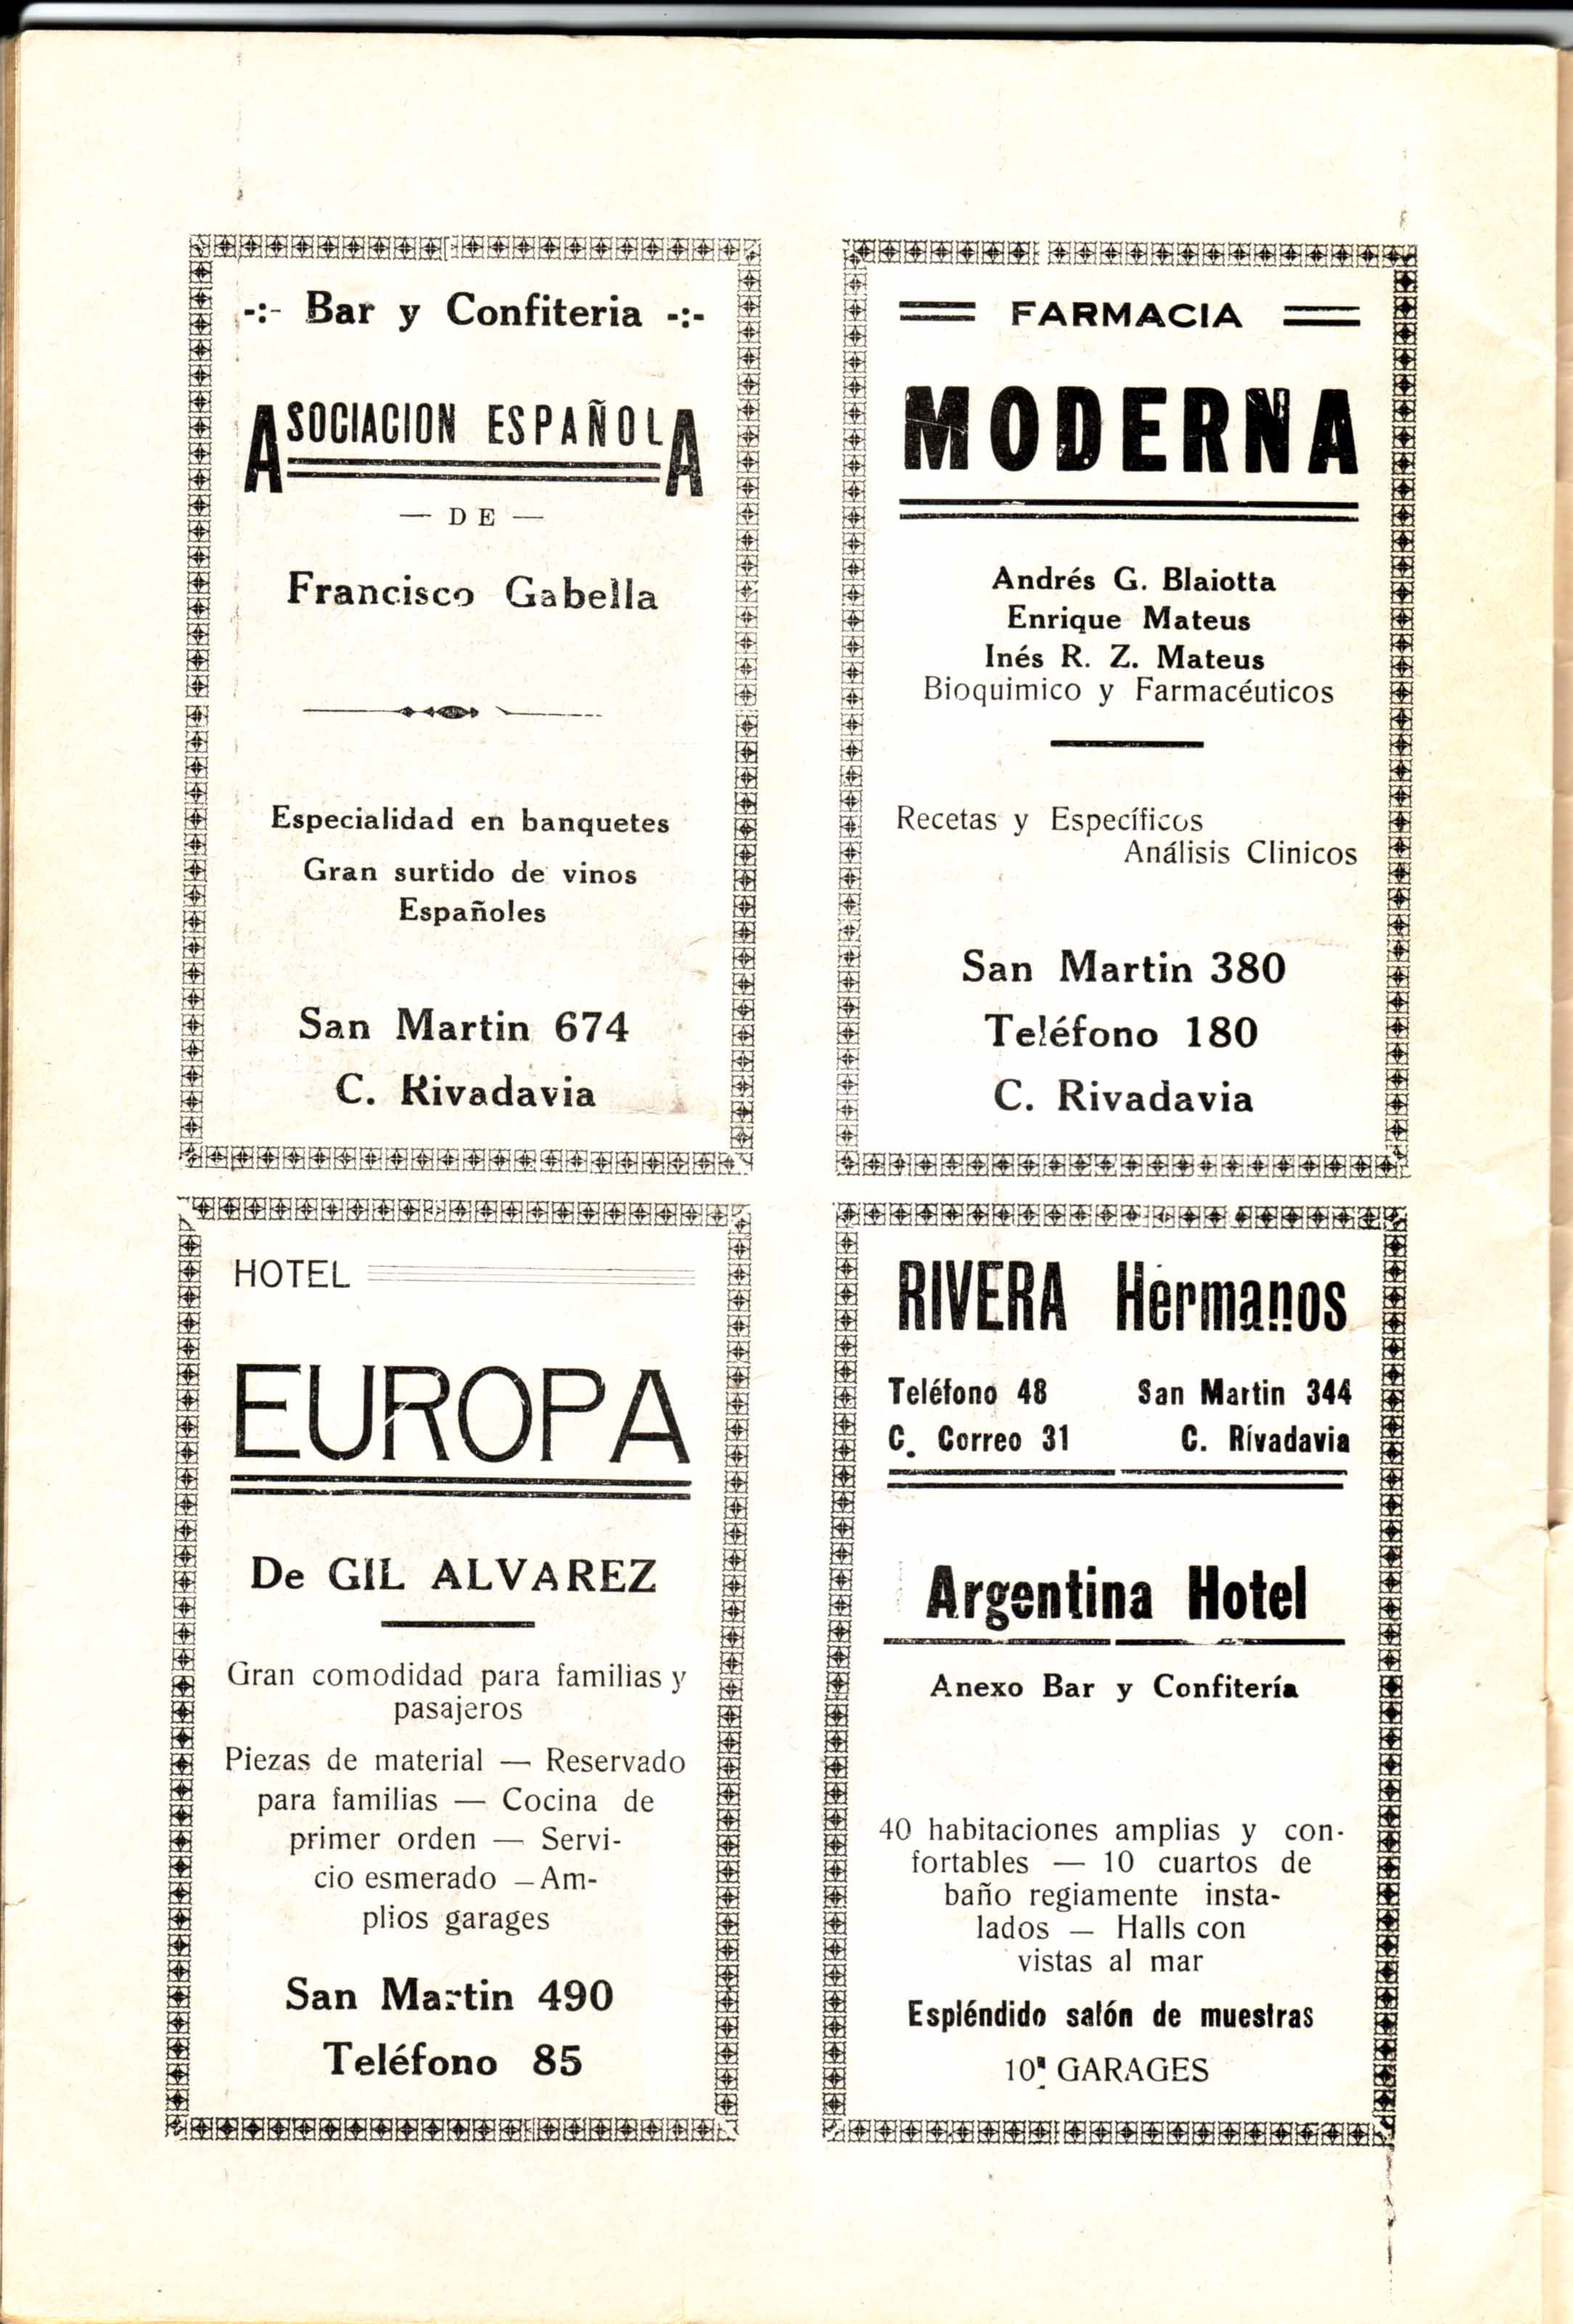 -:- Bar y Confiteria -:-
ASOCIACION ESPAÑOLA
— DE —
Francisco Gabella
Especialidad en banquetes
Gran surtido de vinos
Españoles
San Martin 674
C. Rivadavia
FARMACIA
MODERNA
Andrés G. Blaiotta
Enrique Mateus
Inés R. Z. Mateus
Bioquimico y Farmacéuticos
Recetas y Específicos
Análisis Clinicos
San Martin 380
Teléfono 180
C. Rivadavia
HOTEL
EUROPA
De GIL ALVAREZ
Gran comodidad para familias y
pasajeros
Piezas de material — Reservado
para familias — Cocina de
primer orden — Servi-
cio esmerado — Am-
plios garages
San Martin 490
Teléfono 85
RIVERA Hermanos
Teléfono 48 San Martin 344
C. Correo 31 C. Rivadavia
Argentina Hotel
Anexo Bar y Confitería
40 habitaciones amplias y con-
fortables — 10 cuartos de
baño regiamente insta-
lados — Halls con
vistas al mar
Espléndido salón de muestras
10 GARAGES